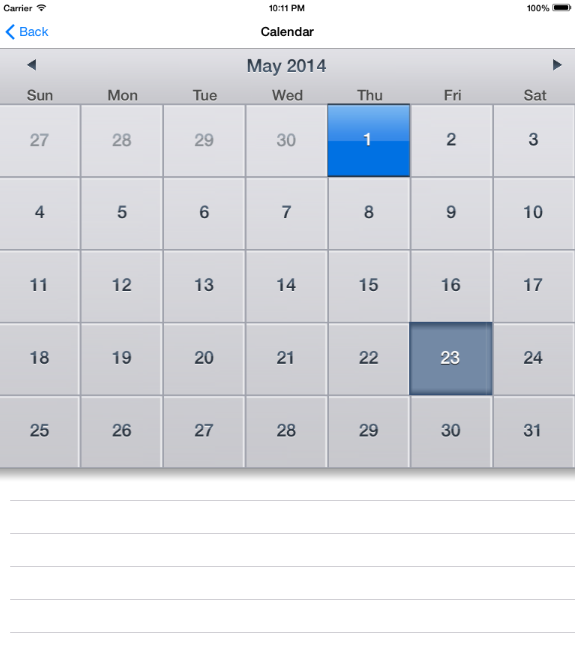 Carrier 10:11 PM 100%
Back Calendar
May 2014
Sun Mon Tue Wed Thu Fri Sat
27 28 29 30 1 2 3
4 5 6 7 8 9 10
11 12 13 14 15 16 17
18 19 20 21 22 23 24
25 26 27 28 29 30 31